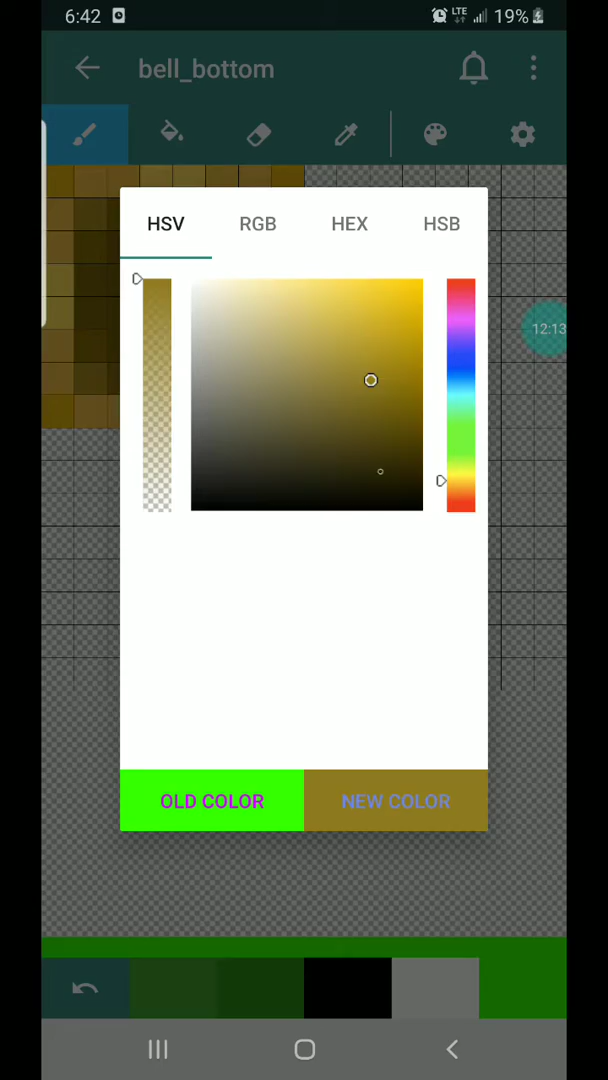 6:42 LTE 19%
bell_bottom
HSV RGB HEX HSB
12:13
OLD COLOR NEW COLOR